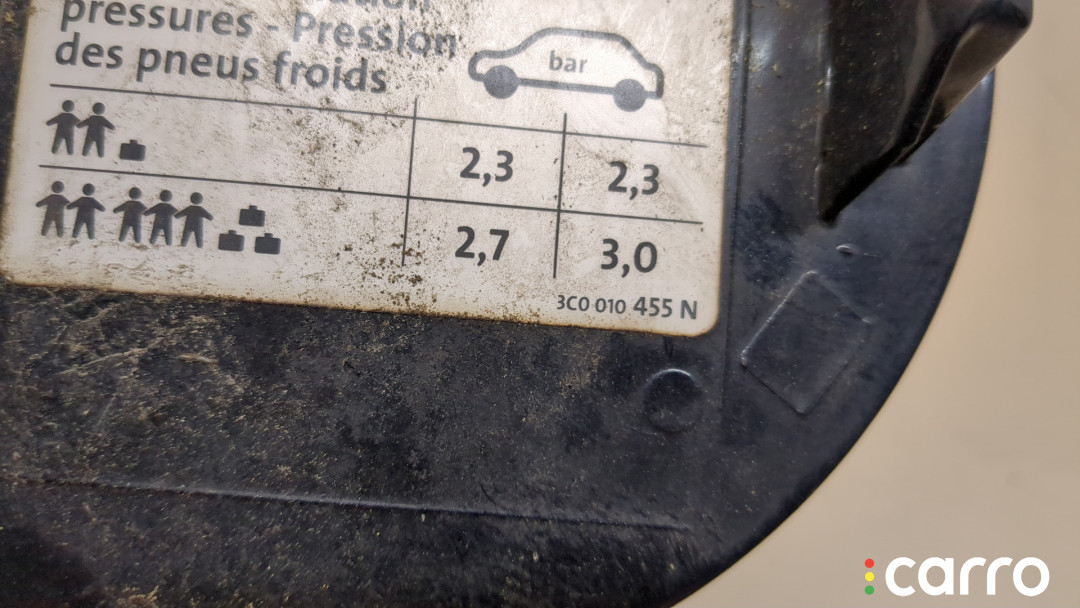 pressures - Pression
des pneus froids
bar
2,3 2,3
2,7 3,0
3C0 010 455 N
carro